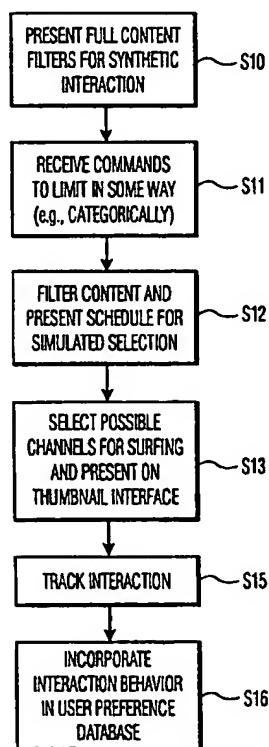 PRESENT FULL CONTENT
FILTERS FOR SYNTHETIC
INTERACTION
S10
RECEIVE COMMANDS
TO LIMIT IN SOME WAY
(e.g., CATEGORICALLY)
S11
FILTER CONTENT AND
PRESENT SCHEDULE FOR
SIMULATED SELECTION
S12
SELECT POSSIBLE
CHANNELS FOR SURFING
AND PRESENT ON
THUMBNAIL INTERFACE
S13
TRACK INTERACTION
S15
INCORPORATE
INTERACTION BEHAVIOR
IN USER PREFERENCE
DATABASE
S16